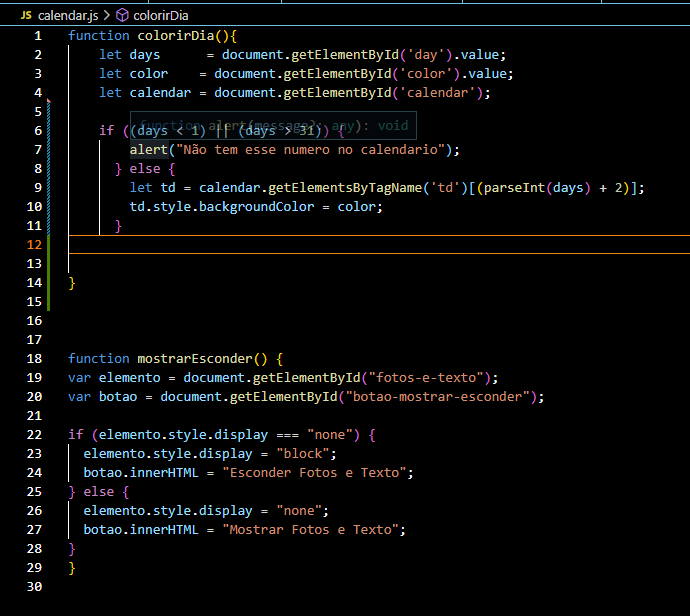 JS calendar.js > colorirDia
1 function colorirDia(){
2 let days = document.getElementById('day').value;
3 let color = document.getElementById('color').value;
4 let calendar = document.getElementById('calendar');
5
function alert(message?: any): void
6 if ((days < 1) || (days > 31)) {
7 alert("Não tem esse numero no calendario");
8 } else {
9 let td = calendar.getElementsByTagName('td')[(parseInt(days) + 2)];
10 td.style.backgroundColor = color;
11 }
12
13
14 }
15
16
17
18 function mostrarEsconder() {
19 var elemento = document.getElementById("fotos-e-texto");
20 var botao = document.getElementById("botao-mostrar-esconder");
21
22 if (elemento.style.display === "none") {
23 elemento.style.display = "block";
24 botao.innerHTML = "Esconder Fotos e Texto";
25 } else {
26 elemento.style.display = "none";
27 botao.innerHTML = "Mostrar Fotos e Texto";
28 }
29 }
30